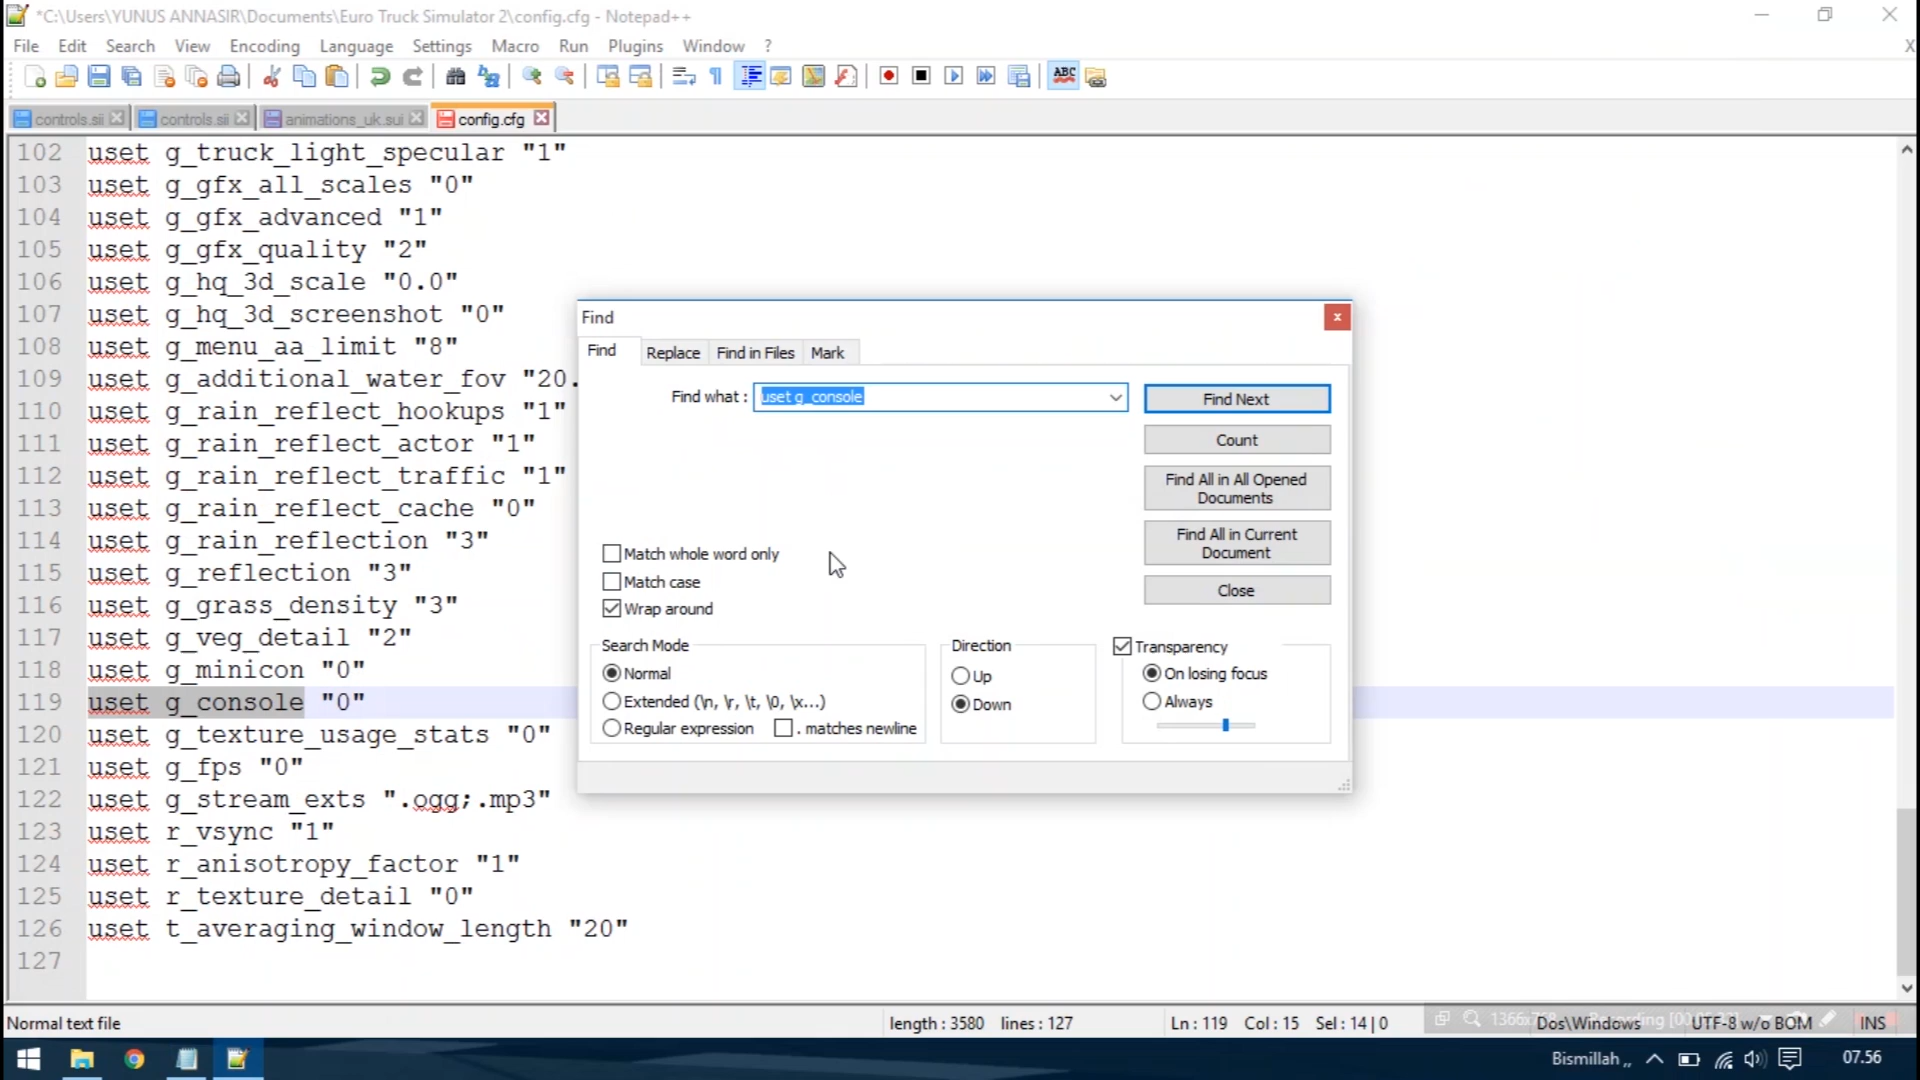 *C:\Users\YUNUS ANNASIR\Documents\Euro Truck Simulator 2\config.cfg - Notepad++
File Edit Search View Encoding Language Settings Macro Run Plugins Window ? X
ABC
controls.sii controls.sii animations_uk.sui config.cfg
102 uset g_truck_light_specular "1"
103 uset g_gfx_all_scales "0"
104 uset g_gfx_advanced "1"
105 uset g_gfx_quality "2"
106 uset g_hq_3d_scale "0.0"
107 uset g_hq_3d_screenshot "0"
108 uset g_menu_aa_limit "8"
109 uset g_additional_water_fov "20.
110 uset g_rain_reflect_hookups "1"
111 uset g_rain_reflect_actor "1"
112 uset g_rain_reflect_traffic "1"
113 uset g_rain_reflect_cache "0"
114 uset g_rain_reflection "3"
115 uset g_reflection "3"
116 uset g_grass_density "3"
117 uset g_veg_detail "2"
118 uset g_minicon "0"
119 uset g_console "0"
120 uset g_texture_usage_stats "0"
121 uset g_fps "0"
122 uset g_stream_exts ".ogg;.mp3"
123 uset r_vsync "1"
124 uset r_anisotropy_factor "1"
125 uset r_texture_detail "0"
126 uset t_averaging_window_length "20"
127
Find
Find Replace Find in Files Mark
Find what : uset g_console
Find Next
Count
Find All in All Opened
Documents
Find All in Current
Document
Close
Match whole word only
Match case
Wrap around
Search Mode
Normal
Extended (\n, \r, \t, \0, \x...)
Regular expression . matches newline
Direction
Up
Down
Transparency
On losing focus
Always
Normal text file length : 3580 lines : 127 Ln : 119 Col : 15 Sel : 14 | 0 Dos\Windows UTF-8 w/o BOM INS
Bismillah ,, 07.56